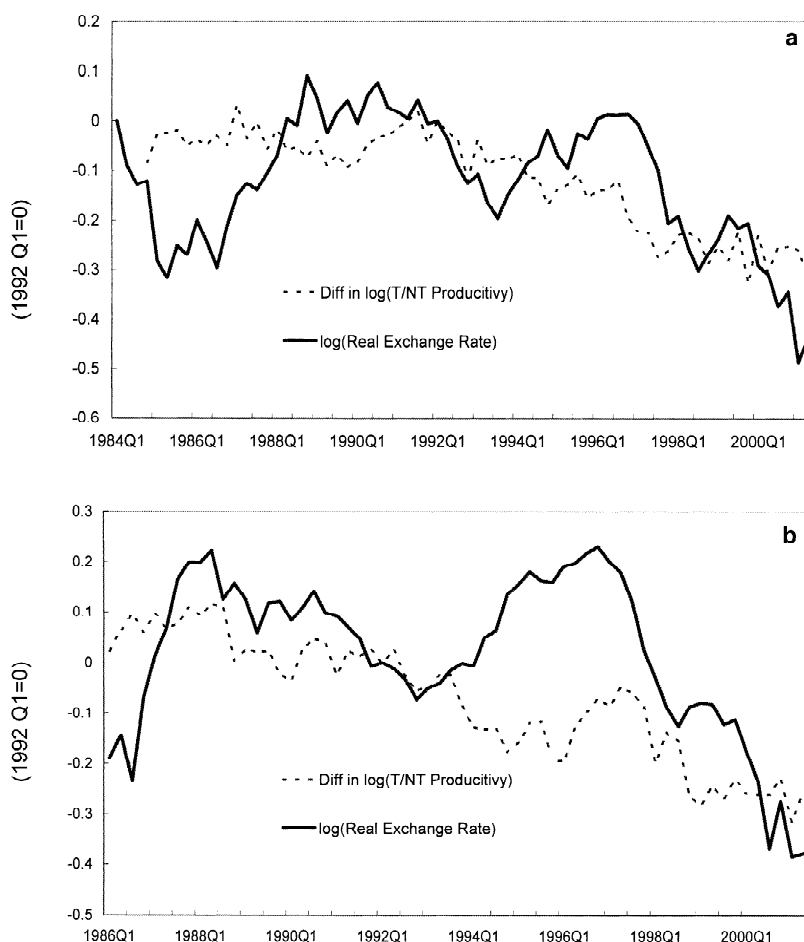 a
0.2
0.1
0
-0.1
-0.2
-0.3
-0.4
-0.5
-0.6
(1992 Q1=0)
Diff in log(T/NT Producitivy)
log(Real Exchange Rate)
1984Q1 1986Q1 1988Q1 1990Q1 1992Q1 1994Q1 1996Q1 1998Q1 2000Q1
b
0.3
0.2
0.1
0
-0.1
-0.2
-0.3
-0.4
-0.5
(1992 Q1=0)
Diff in log(T/NT Producitivy)
log(Real Exchange Rate)
1986Q1 1988Q1 1990Q1 1992Q1 1994Q1 1996Q1 1998Q1 2000Q1